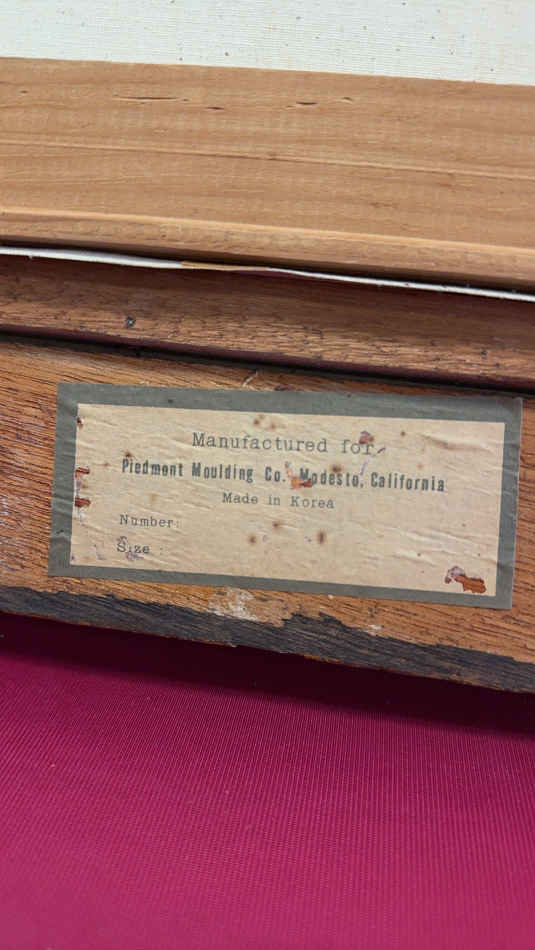 Manufactured for
Piedmont Moulding Co. Modesto, California
Made in Korea
Number:
Size :